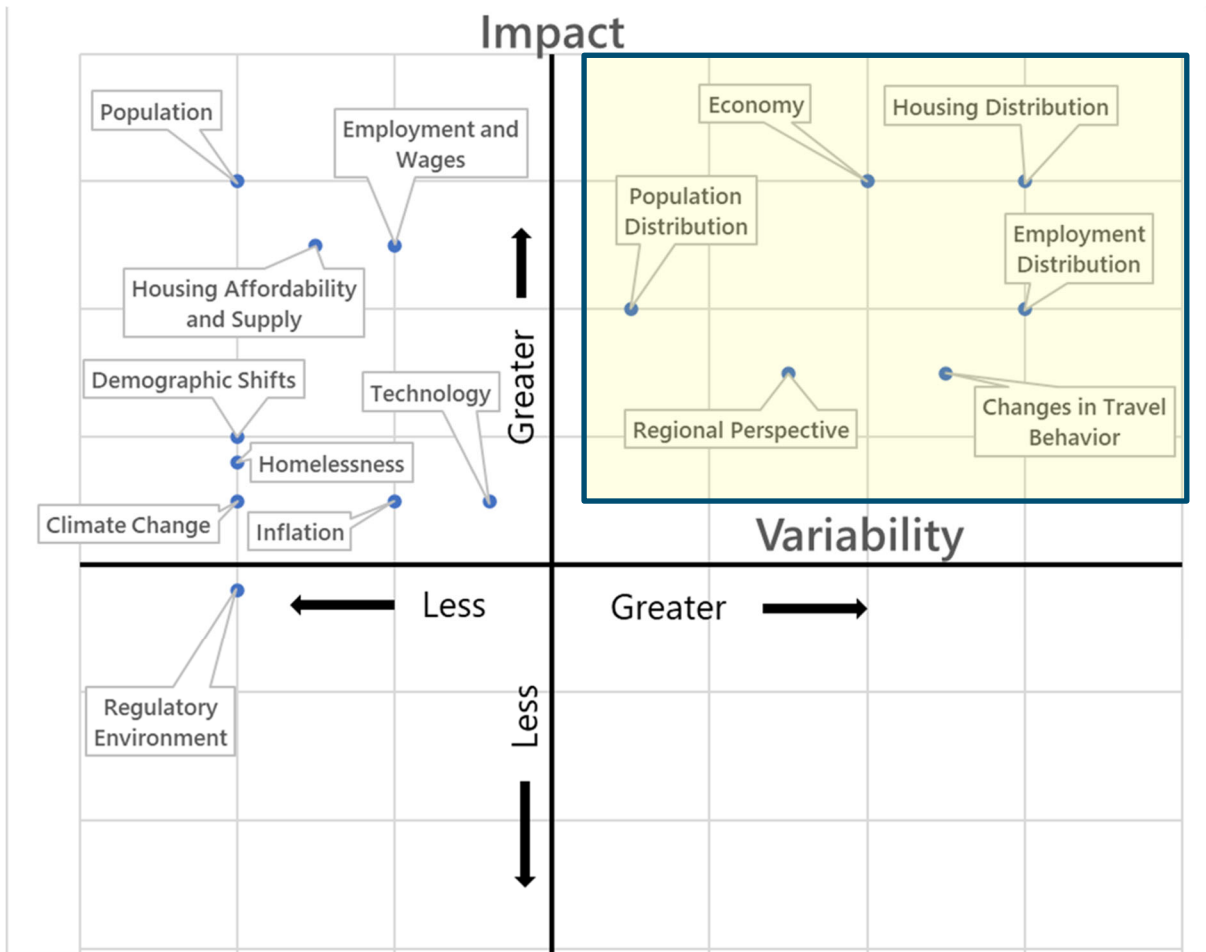 Impact
Population
Employment and
Wages
Economy
Housing Distribution
Population
Distribution
Employment
Distribution
Housing Affordability
and Supply
Greater
Demographic Shifts
Technology
Regional Perspective
Changes in Travel
Behavior
Homelessness
Climate Change
Inflation
Variability
Less
Greater
Regulatory
Environment
Less